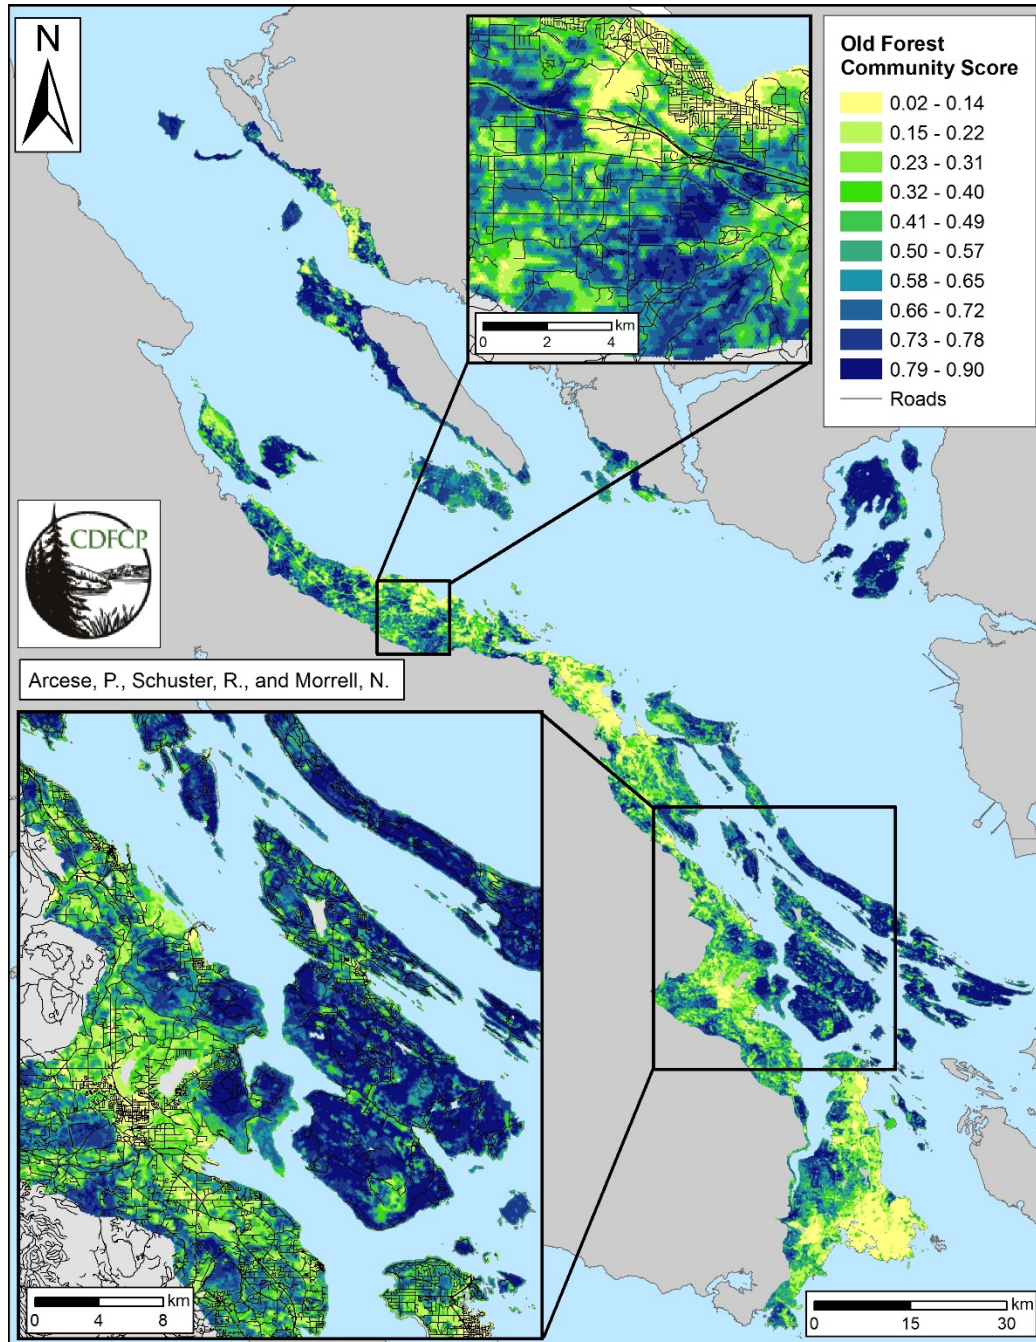 N
Old Forest
Community Score
0.02 - 0.14
0.15 - 0.22
0.23 - 0.31
0.32 - 0.40
0.41 - 0.49
0.50 - 0.57
0.58 - 0.65
0.66 - 0.72
0.73 - 0.78
0.79 - 0.90
Roads
km
0 2 4
CDFCP
Arcese, P., Schuster, R., and Morrell, N.
km
0 4 8
km
0 15 30